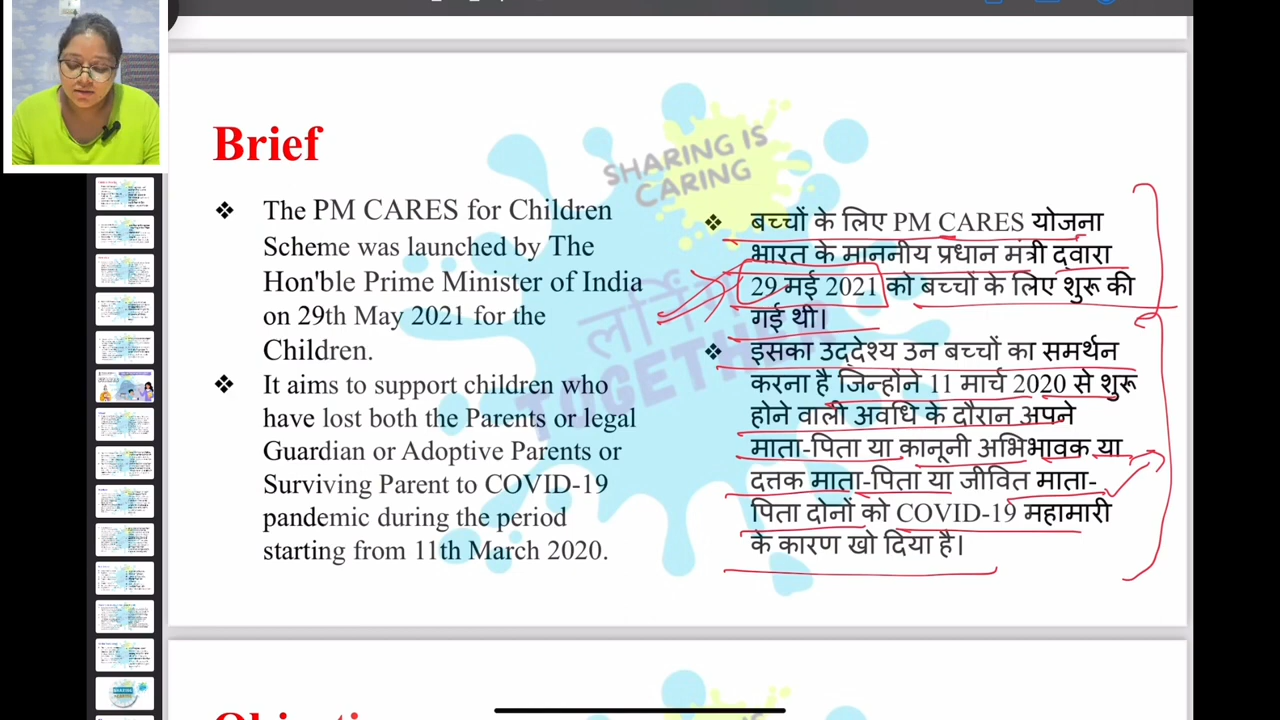 Brief
SHARING IS
CARING
The PM CARES for Children
Scheme was launched by The
Hon'ble Prime Minister of India
on 29th May 2021 for the
Children.
It aims to support children who
have lost both the Parents or legal
Guardian or Adoptive Parents or
Surviving Parent to COVID-19
pandemic during the period
starting from 11th March 2020.
बच्चों के लिए PM CARES योजना
भारत के माननीय प्रधान मंत्री द्वारा
29 मई 2021 को बच्चों के लिए शुरू की
गई थी।
इसका उद्देश्य उन बच्चों का समर्थन
करना है जिन्होंने 11 मार्च 2020 से शुरू
होने वाली अवधि के दौरान अपने
माता-पिता या कानूनी अभिभावक या
दत्तक माता-पिता या जीवित माता-
पिता दोनों को COVID-19 महामारी
के कारण खो दिया है।